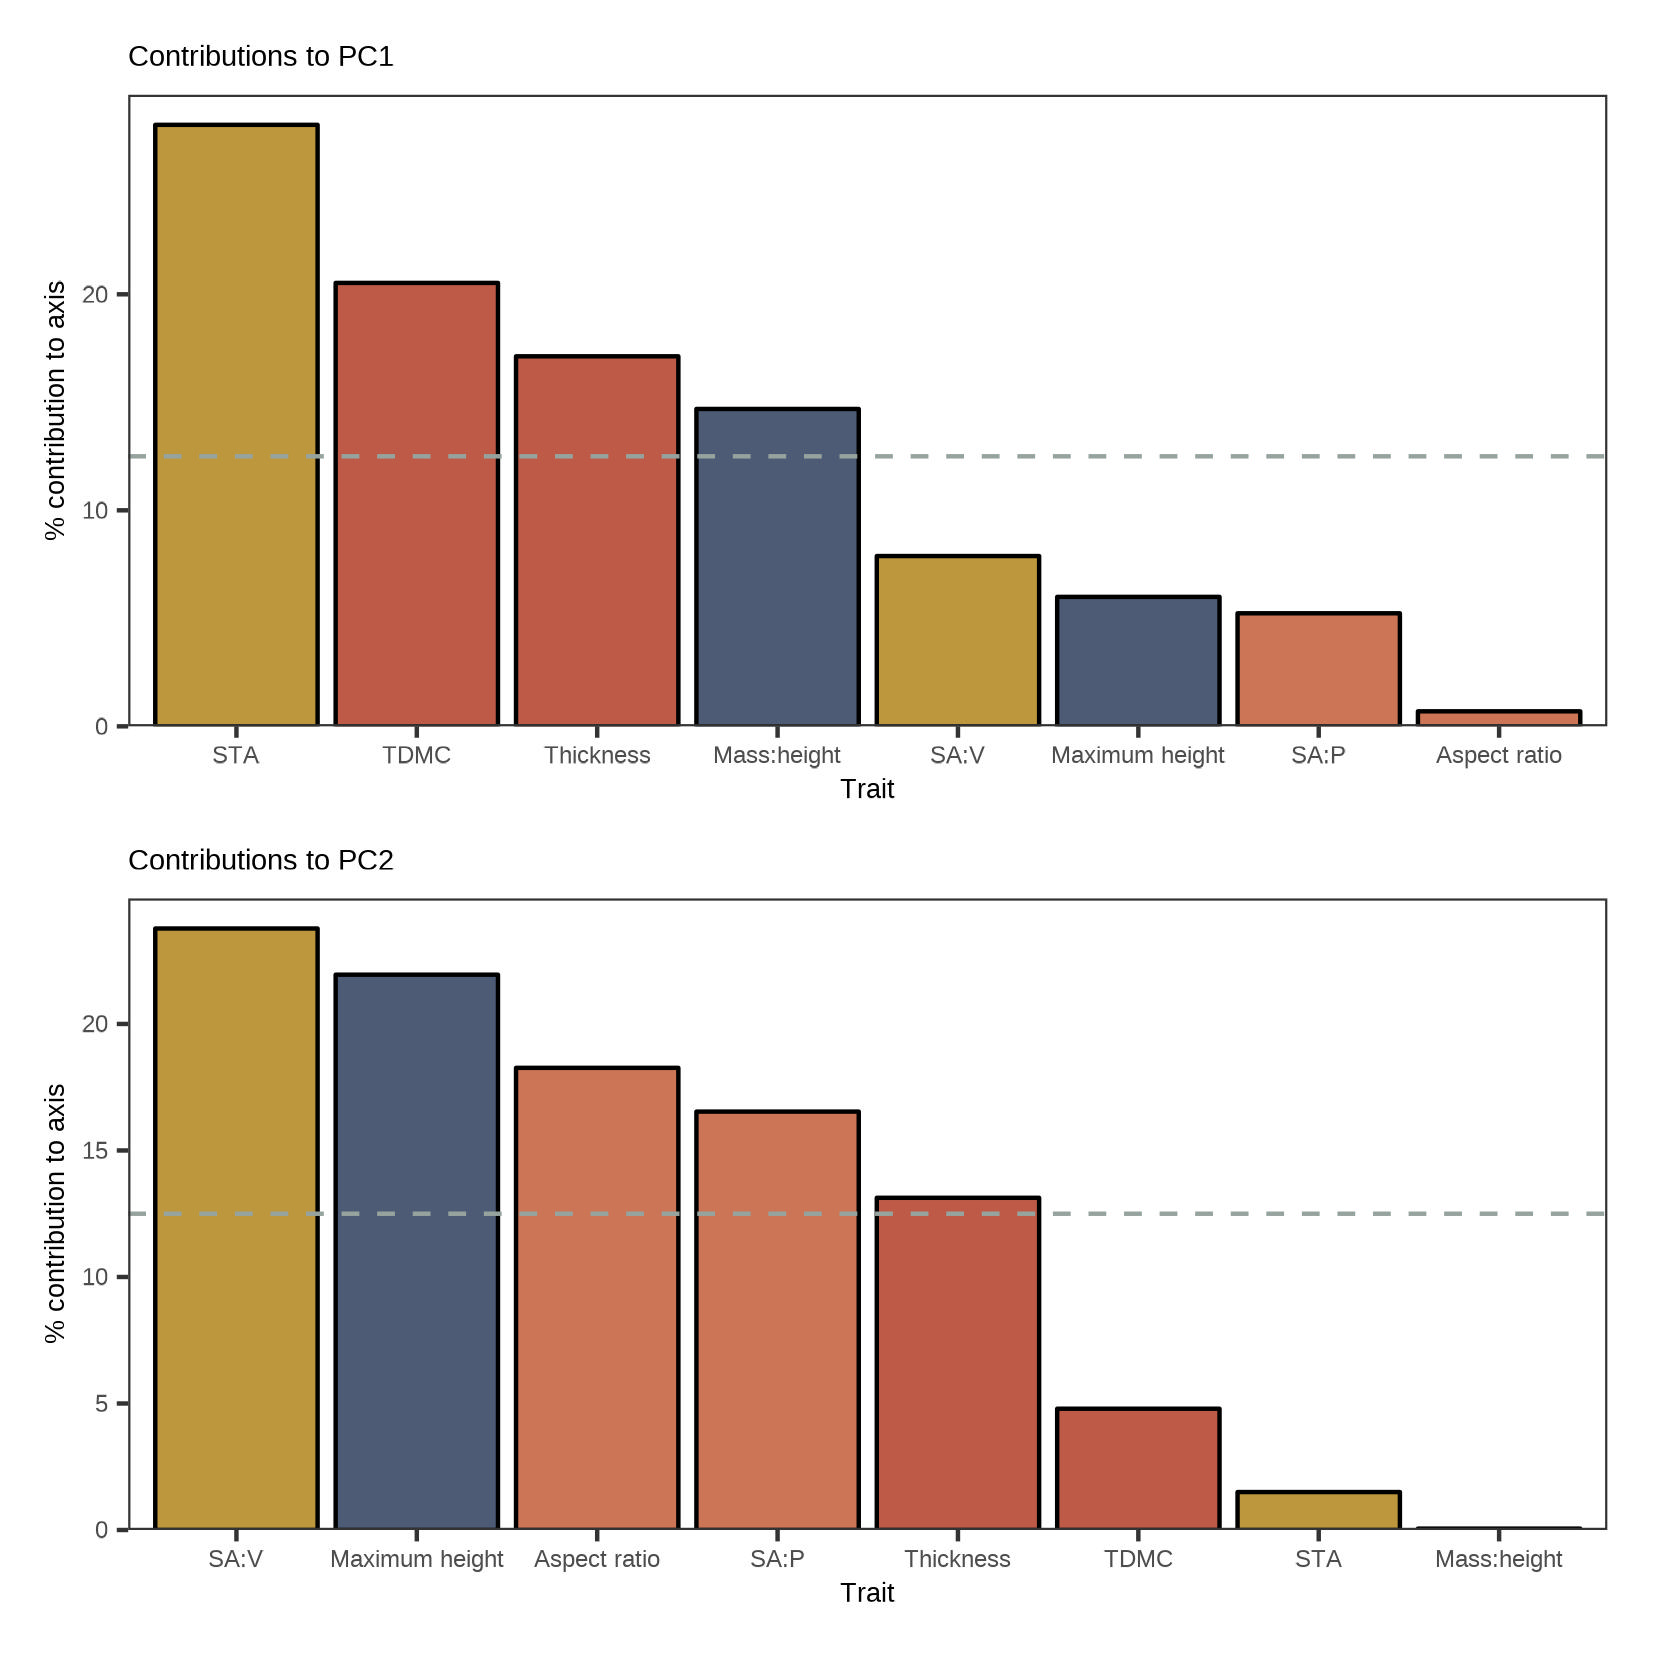 Contributions to PC1
% contribution to axis
20
10
0
STA TDMC Thickness Mass:height SA:V Maximum height SA:P Aspect ratio
Trait
Contributions to PC2
% contribution to axis
20
15
10
5
0
SA:V Maximum height Aspect ratio SA:P Thickness TDMC STA Mass:height
Trait